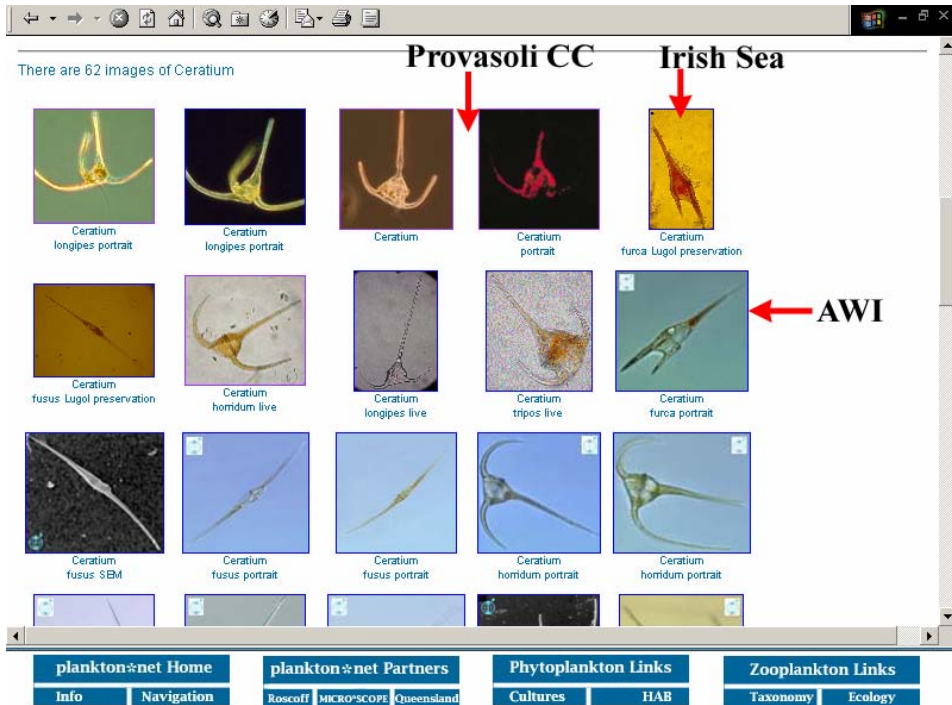 Provasoli CC Irish Sea
There are 62 images of Ceratium
Ceratium
longipes portrait
Ceratium
longipes portrait
Ceratium
Ceratium
portrait
Ceratium
furca Lugol preservation
AWI
Ceratium
fusus Lugol preservation
Ceratium
horridum live
Ceratium
longipes live
Ceratium
tripos live
Ceratium
furca portrait
Ceratium
fusus SEM
Ceratium
fusus portrait
Ceratium
fusus portrait
Ceratium
horridum portrait
Ceratium
horridum portrait
plankton*net Home
Info Navigation
plankton*net Partners
Roscoff MICRO*SCOPE Queensland
Phytoplankton Links
Cultures HAB
Zooplankton Links
Taxonomy Ecology